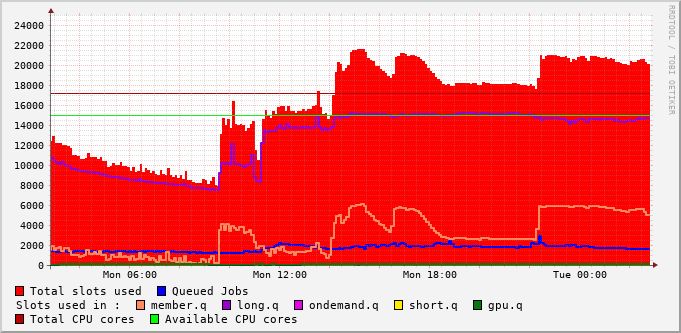 24000
22000
20000
18000
16000
14000
12000
10000
8000
6000
4000
2000
0
Mon 06:00 Mon 12:00 Mon 18:00 Tue 00:00
RRDTOOL / TOBI OETIKER
Total slots used Queued Jobs
Slots used in : member.q long.q ondemand.q short.q gpu.q
Total CPU cores Available CPU cores